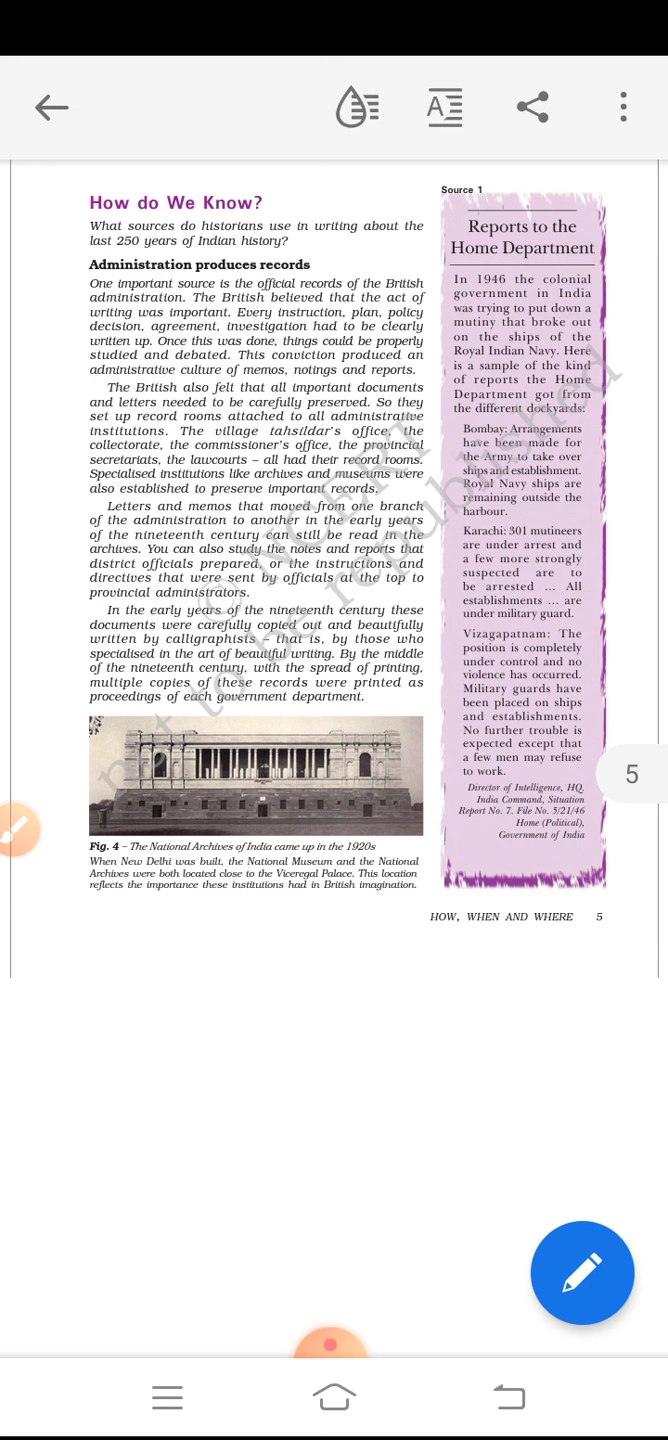 How do We Know?
What sources do historians use in writing about the
last 250 years of Indian history?
Administration produces records
One important source is the official records of the British
administration. The British believed that the act of
writing was important. Every instruction, plan, policy
decision, agreement, investigation had to be clearly
written up. Once this was done, things could be properly
studied and debated. This conviction produced an
administrative culture of memos, notings and reports.
The British also felt that all important documents
and letters needed to be carefully preserved. So they
set up record rooms attached to all administrative
institutions. The village tahsildar's office, the
collectorate, the commissioner's office, the provincial
secretariats, the lawcourts – all had their record rooms.
Specialised institutions like archives and museums were
also established to preserve important records.
Letters and memos that moved from one branch
of the administration to another in the early years
of the nineteenth century can still be read in the
archives. You can also study the notes and reports that
district officials prepared, or the instructions and
directives that were sent by officials at the top to
provincial administrators.
In the early years of the nineteenth century these
documents were carefully copied out and beautifully
written by calligraphists – that is, by those who
specialised in the art of beautiful writing. By the middle
of the nineteenth century, with the spread of printing,
multiple copies of these records were printed as
proceedings of each government department.
Fig. 4 – The National Archives of India came up in the 1920s
When New Delhi was built, the National Museum and the National
Archives were both located close to the Viceregal Palace. This location
reflects the importance these institutions had in British imagination.
Source 1
Reports to the
Home Department
In 1946 the colonial
government in India
was trying to put down a
mutiny that broke out
on the ships of the
Royal Indian Navy. Here
is a sample of the kind
of reports the Home
Department got from
the different dockyards:
Bombay: Arrangements
have been made for
the Army to take over
ships and establishment.
Royal Navy ships are
remaining outside the
harbour.
Karachi: 301 mutineers
are under arrest and
a few more strongly
suspected are to
be arrested ... All
establishments ... are
under military guard.
Vizagapatnam: The
position is completely
under control and no
violence has occurred.
Military guards have
been placed on ships
and establishments.
No further trouble is
expected except that
a few men may refuse
to work.
Director of Intelligence, HQ,
India Command, Situation
Report No. 7. File No. 5/21/46
Home (Political),
Government of India
HOW, WHEN AND WHERE 5
5
© NCERT
not to be republished